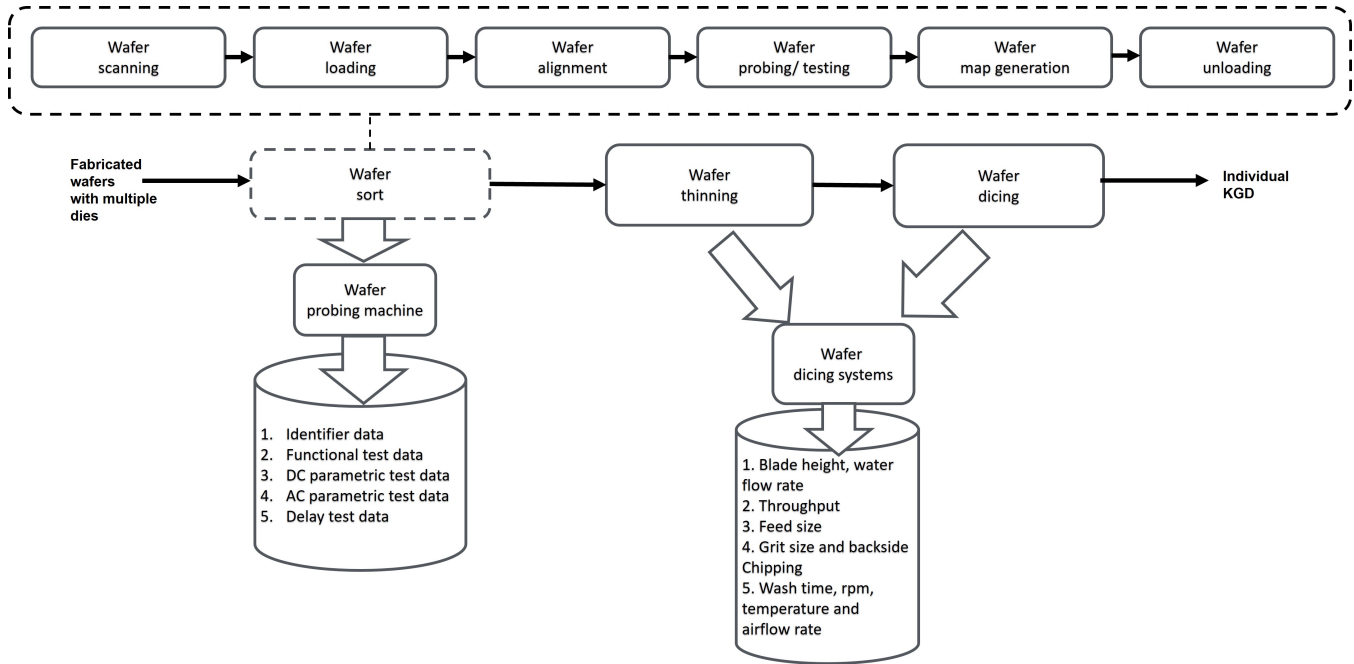 Wafer
scanning
Wafer
loading
Wafer
alignment
Wafer
probing/ testing
Wafer
map generation
Wafer
unloading
Fabricated
wafers
with multiple
dies
Wafer
sort
Wafer
thinning
Wafer
dicing
Individual
KGD
Wafer
probing machine
1. Identifier data
2. Functional test data
3. DC parametric test data
4. AC parametric test data
5. Delay test data
Wafer
dicing systems
1. Blade height, water
flow rate
2. Throughput
3. Feed size
4. Grit size and backside
Chipping
5. Wash time, rpm,
temperature and
airflow rate